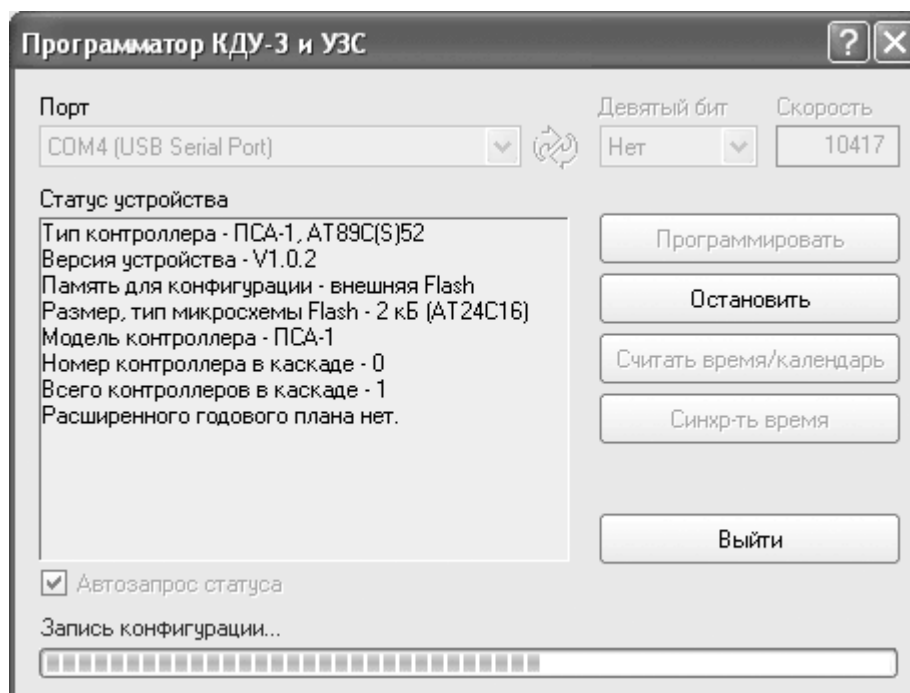 Программатор КДУ-3 и УЗС
Порт
Девятый бит
Скорость
COM4 (USB Serial Port)
Нет
10417
Статус устройства
Тип контроллера - ПСА-1, AT89C(S)52
Версия устройства - V1.0.2
Память для конфигурации - внешняя Flash
Размер, тип микросхемы Flash - 2 кБ (AT24C16)
Модель контроллера - ПСА-1
Номер контроллера в каскаде - 0
Всего контроллеров в каскаде - 1
Расширенного годового плана нет.
Программировать
Остановить
Считать время/календарь
Синхр-ть время
Выйти
Автозапрос статуса
Запись конфигурации...